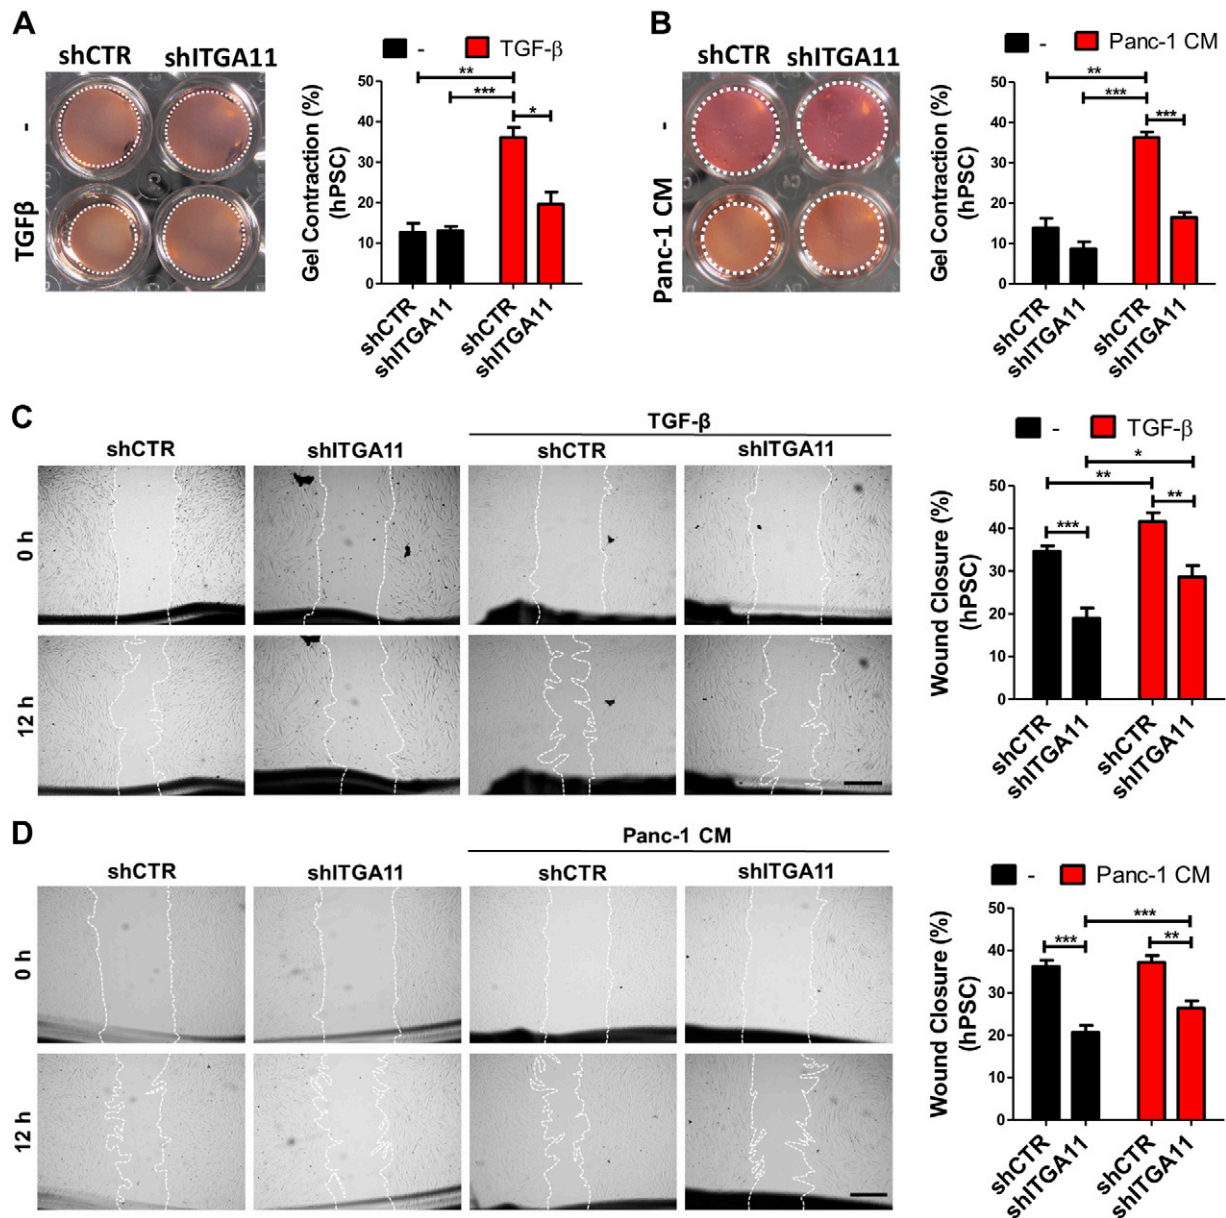 A
shCTR shITGA11
-
TGFβ
- TGF-β
Gel Contraction (%)
(hPSC)
50
40
30
20
10
0
**
***
*
shCTR
shITGA11
shCTR
shITGA11
B
shCTR shITGA11
-
Panc-1 CM
- Panc-1 CM
Gel Contraction (%)
(hPSC)
50
40
30
20
10
0
**
***
***
shCTR
shITGA11
shCTR
shITGA11
C
TGF-β
shCTR shITGA11 shCTR shITGA11
0 h
12 h
- TGF-β
Wound Closure (%)
(hPSC)
50
40
30
20
10
0
*
**
***
**
shCTR
shITGA11
shCTR
shITGA11
D
Panc-1 CM
shCTR shITGA11 shCTR shITGA11
0 h
12 h
- Panc-1 CM
Wound Closure (%)
(hPSC)
50
40
30
20
10
0
***
***
**
shCTR
shITGA11
shCTR
shITGA11